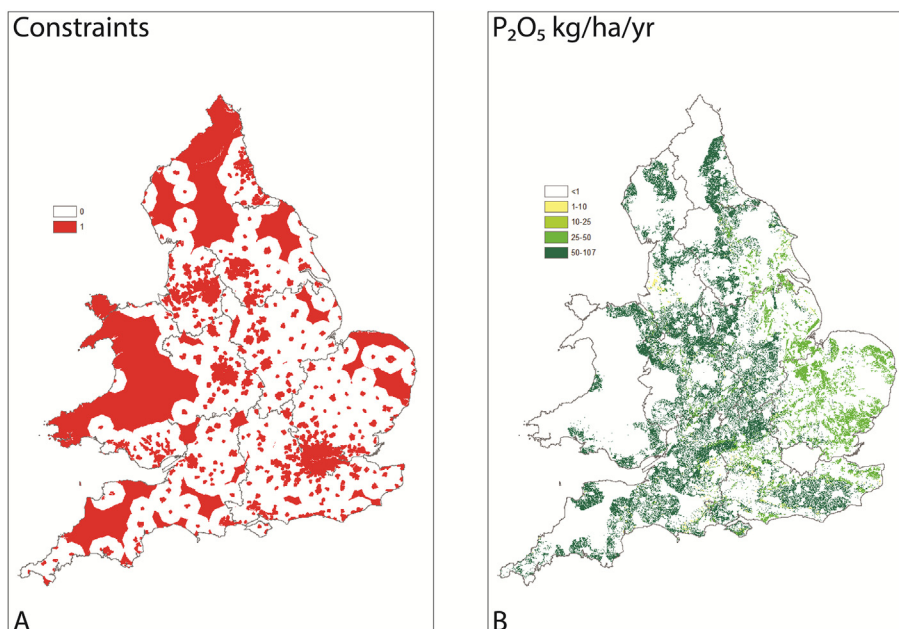 Constraints
0
1
A
P₂O₅ kg/ha/yr
<1
1-10
10-25
25-50
50-107
B